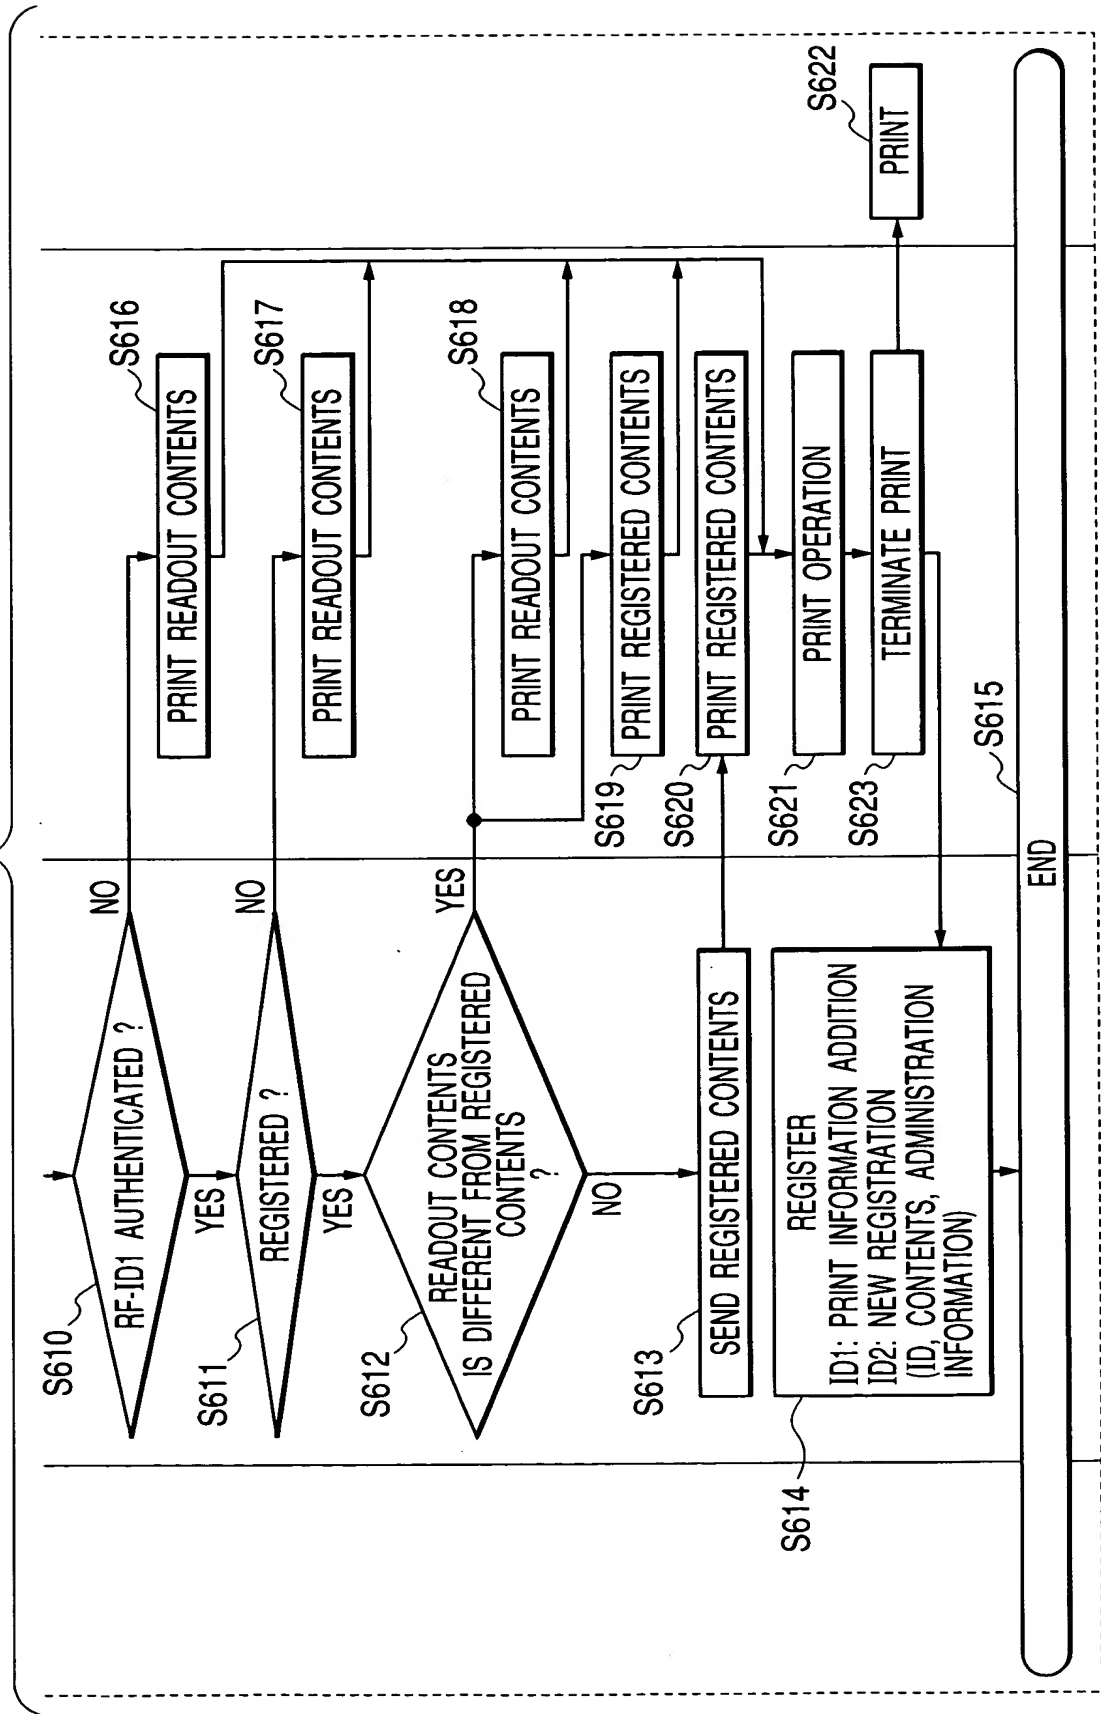 S610
RF-ID1 AUTHENTICATED ?
NO
YES
S616
PRINT READOUT CONTENTS
S611
REGISTERED ?
NO
YES
S617
PRINT READOUT CONTENTS
S612
READOUT CONTENTS
IS DIFFERENT FROM REGISTERED
CONTENTS
?
YES
NO
S618
PRINT READOUT CONTENTS
S619
PRINT REGISTERED CONTENTS
S613
SEND REGISTERED CONTENTS
S620
PRINT REGISTERED CONTENTS
S621
PRINT OPERATION
S623
TERMINATE PRINT
S622
PRINT
S614
REGISTER
ID1: PRINT INFORMATION ADDITION
ID2: NEW REGISTRATION
(ID, CONTENTS, ADMINISTRATION
INFORMATION)
S615
END